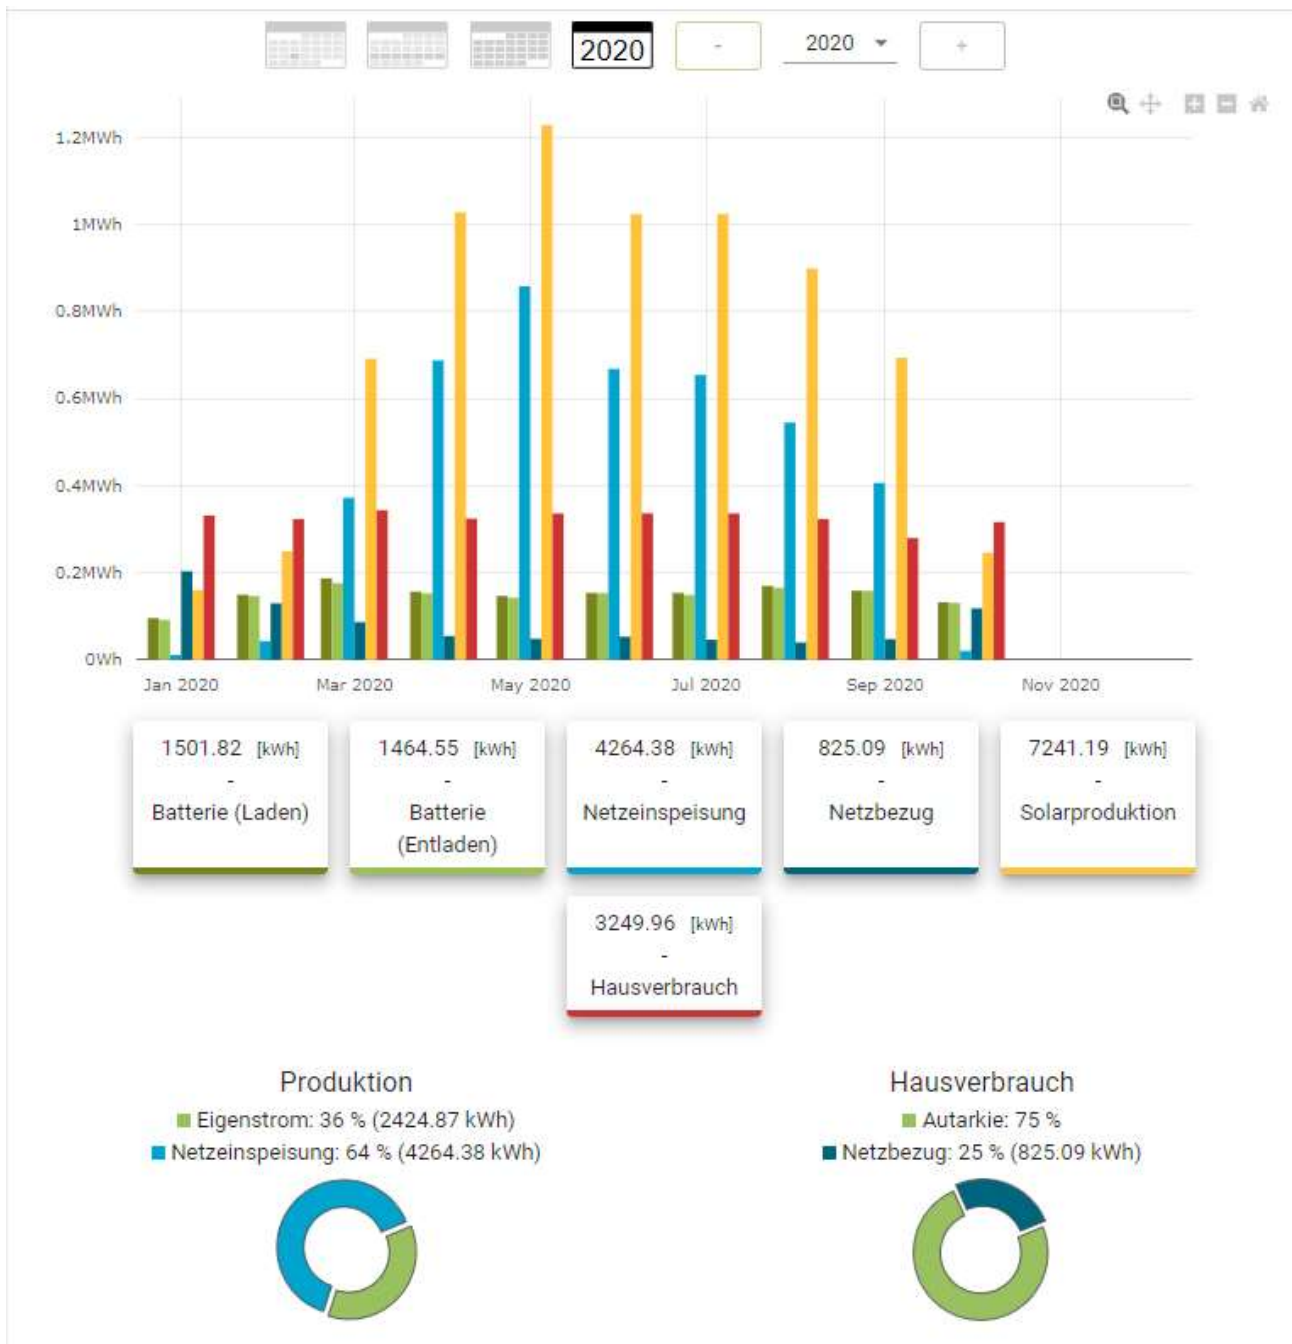 2020
-
2020
+
1.2MWh
1MWh
0.8MWh
0.6MWh
0.4MWh
0.2MWh
0Wh
Jan 2020
Mar 2020
May 2020
Jul 2020
Sep 2020
Nov 2020
1501.82 [kWh]
-
Batterie (Laden)
1464.55 [kWh]
-
Batterie
(Entladen)
4264.38 [kWh]
-
Netzeinspeisung
825.09 [kWh]
-
Netzbezug
7241.19 [kWh]
-
Solarproduktion
3249.96 [kWh]
-
Hausverbrauch
Produktion
Eigenstrom: 36 % (2424.87 kWh)
Netzeinspeisung: 64 % (4264.38 kWh)
Hausverbrauch
Autarkie: 75 %
Netzbezug: 25 % (825.09 kWh)